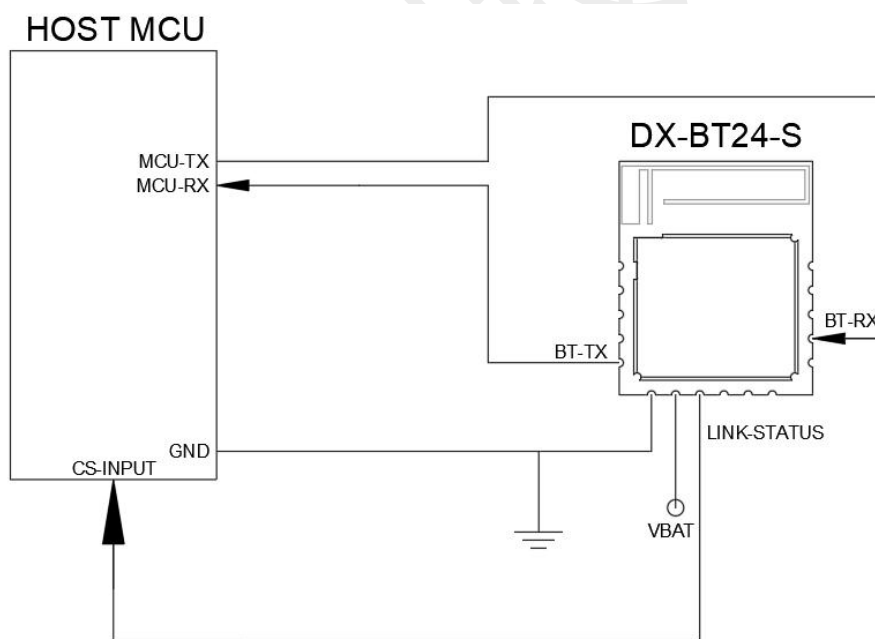 HOST MCU
DX-BT24-S
MCU-TX
MCU-RX
BT-RX
BT-TX
LINK-STATUS
GND
CS-INPUT
VBAT